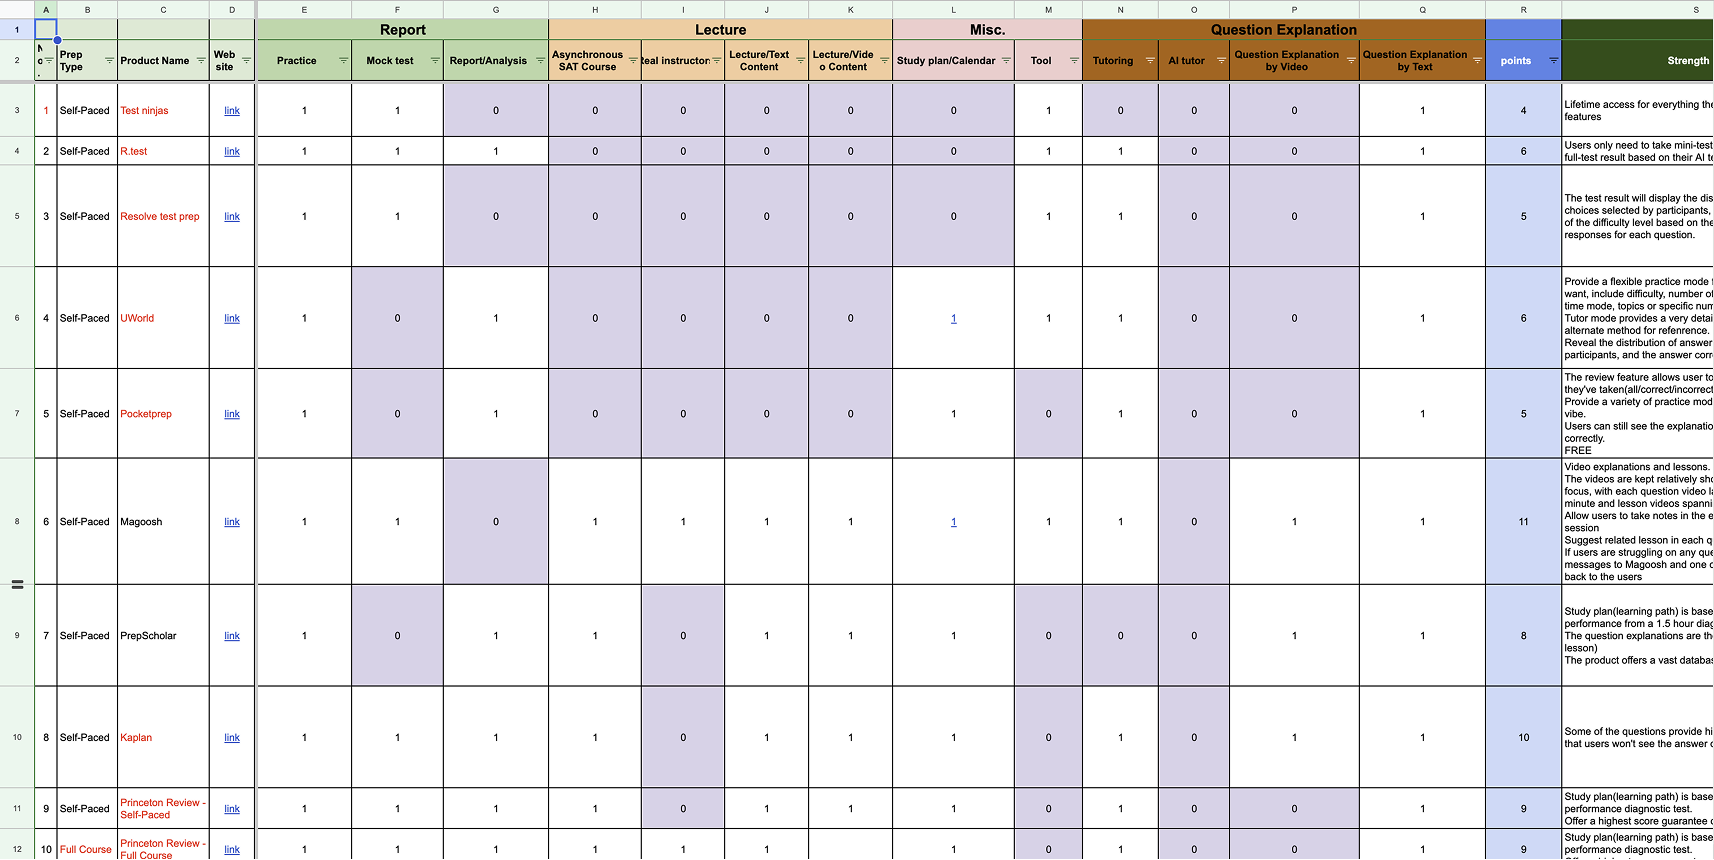 A B C D E F G H I J K L M N O P Q R S
1 Report Lecture Misc. Question Explanation
2 N o . Prep Type Product Name Web site Practice Mock test Report/Analysis Asynchronous SAT Course eal instructor Lecture/Text Content Lecture/Vide o Content Study plan/Calendar Tool Tutoring AI tutor Question Explanation by Video Question Explanation by Text points Strength
3 1 Self-Paced Test ninjas link 1 1 0 0 0 0 0 0 1 0 0 0 1 4
Lifetime access for everything the
features
4 2 Self-Paced R.test link 1 1 1 0 0 0 0 0 1 1 0 0 1 6
Users only need to take mini-test
full-test result based on their AI te
5 3 Self-Paced Resolve test prep link 1 1 0 0 0 0 0 0 1 1 0 0 1 5
The test result will display the dis
choices selected by participants,
of the difficulty level based on the
responses for each question.
6 4 Self-Paced UWorld link 1 0 1 0 0 0 0 1 1 1 0 0 1 6
Provide a flexible practice mode
want, include difficulty, number of
time mode, topics or specific num
Tutor mode provides a very detai
alternate method for refenrence.
Reveal the distribution of answer
participants, and the answer corr
7 5 Self-Paced Pocketprep link 1 0 1 0 0 0 0 1 0 1 0 0 1 5
The review feature allows user to
they've taken(all/correct/incorrect
Provide a variety of practice mod
vibe.
Users can still see the explanatio
correctly.
FREE
8 6 Self-Paced Magoosh link 1 1 0 1 1 1 1 1 1 1 0 1 1 11
Video explanations and lessons.
The videos are kept relatively sho
focus, with each question video la
minute and lesson videos spanni
Allow users to take notes in the e
session
Suggest related lesson in each q
If users are struggling on any que
messages to Magoosh and one o
back to the users
9 7 Self-Paced PrepScholar link 1 0 1 1 0 1 1 1 0 0 0 1 1 8
Study plan(learning path) is base
performance from a 1.5 hour diag
The question explanations are the
lesson)
The product offers a vast databas
10 8 Self-Paced Kaplan link 1 1 1 1 0 1 1 1 0 1 0 1 1 10
Some of the questions provide hi
that users won't see the answer o
11 9 Self-Paced Princeton Review - Self-Paced link 1 1 1 1 0 1 1 1 0 1 0 0 1 9
Study plan(learning path) is base
performance diagnostic test.
Offer a highest score guarantee o
12 10 Full Course Princeton Review - Full Course link 1 1 1 1 1 1 1 0 1 0 0 1 9
Study plan(learning path) is base
performance diagnostic test.